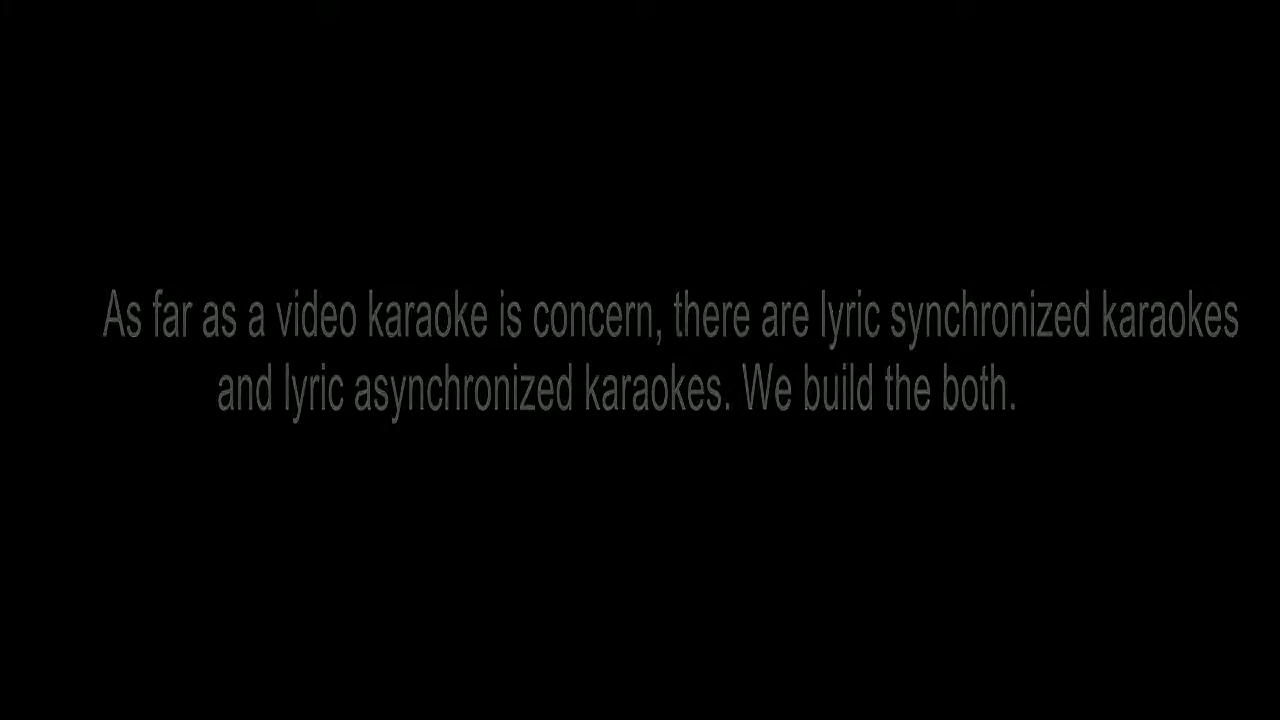 As far as a video karaoke is concern, there are lyric synchronized karaokes
and lyric asynchronized karaokes. We build the both.